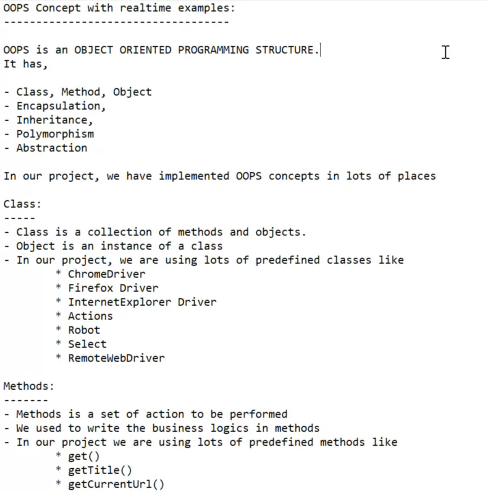 OOPS Concept with realtime examples:
-----------------------------------
OOPS is an OBJECT ORIENTED PROGRAMMING STRUCTURE.
It has,
- Class, Method, Object
- Encapsulation,
- Inheritance,
- Polymorphism
- Abstraction
In our project, we have implemented OOPS concepts in lots of places
Class:
-----
- Class is a collection of methods and objects.
- Object is an instance of a class
- In our project, we are using lots of predefined classes like
* ChromeDriver
* Firefox Driver
* InternetExplorer Driver
* Actions
* Robot
* Select
* RemoteWebDriver
Methods:
-------
- Methods is a set of action to be performed
- We used to write the business logics in methods
- In our project we are using lots of predefined methods like
* get()
* getTitle()
* getCurrentUrl()